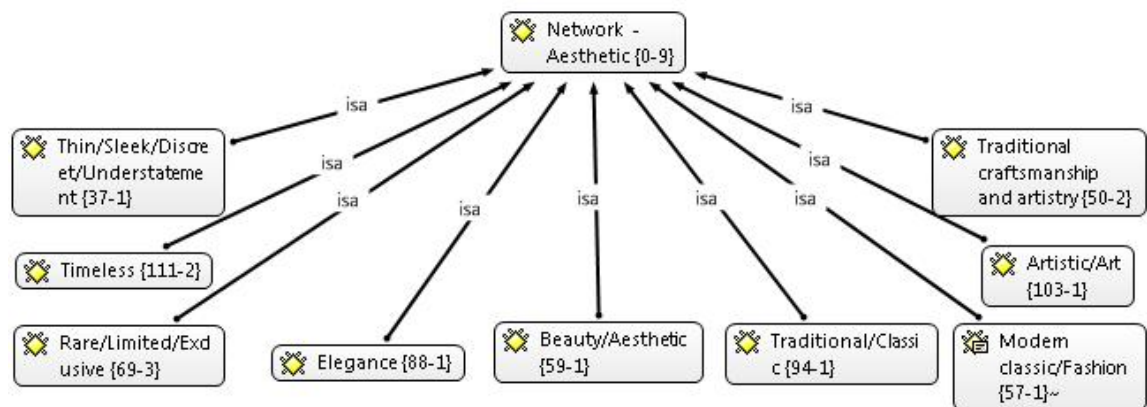 Network -
Aesthetic {0-9}
isa
isa
Thin/Sleek/Discre
et/Understateme
nt {37-1}
Traditional
craftsmanship
and artistry {50-2}
isa
isa
isa
isa
isa
isa
isa
Timeless {111-2}
Artistic/Art
{103-1}
Rare/Limited/Excl
usive {69-3}
Elegance {88-1}
Beauty/Aesthetic
{59-1}
Traditional/Classi
c {94-1}
Modern
classic/Fashion
{57-1}~